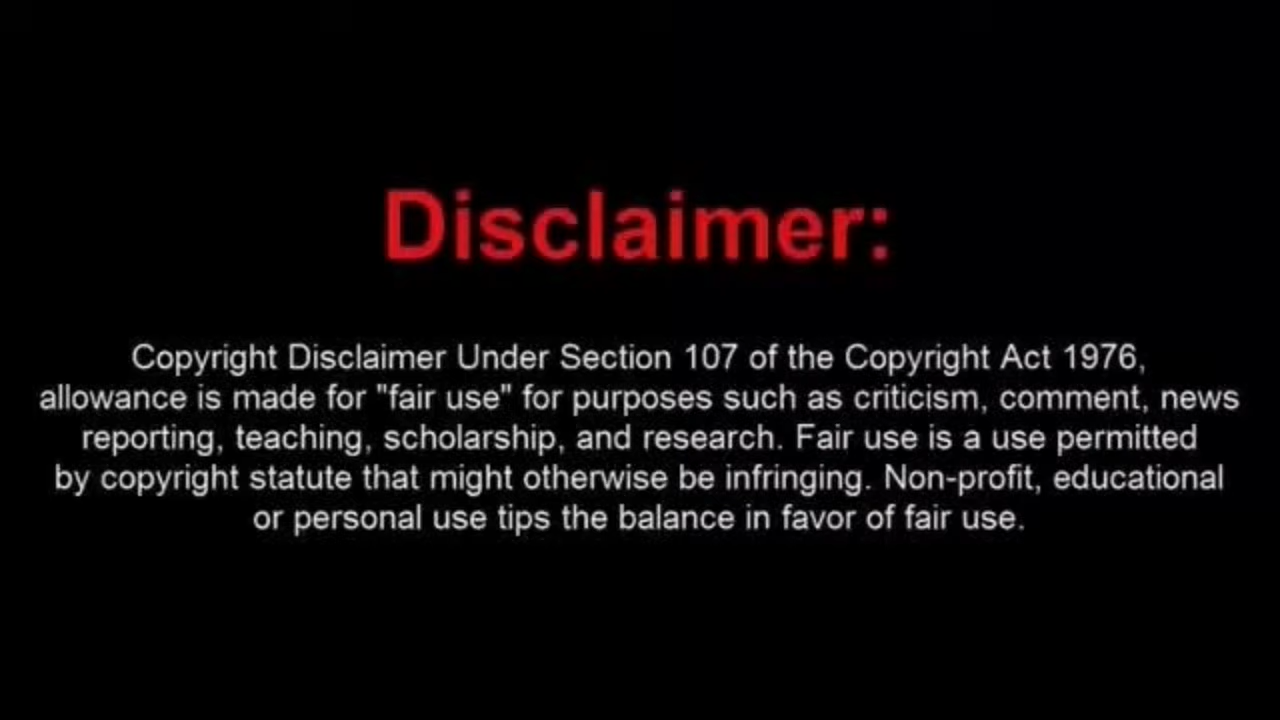 Disclaimer:
Copyright Disclaimer Under Section 107 of the Copyright Act 1976,
allowance is made for "fair use" for purposes such as criticism, comment, news
reporting, teaching, scholarship, and research. Fair use is a use permitted
by copyright statute that might otherwise be infringing. Non-profit, educational
or personal use tips the balance in favor of fair use.